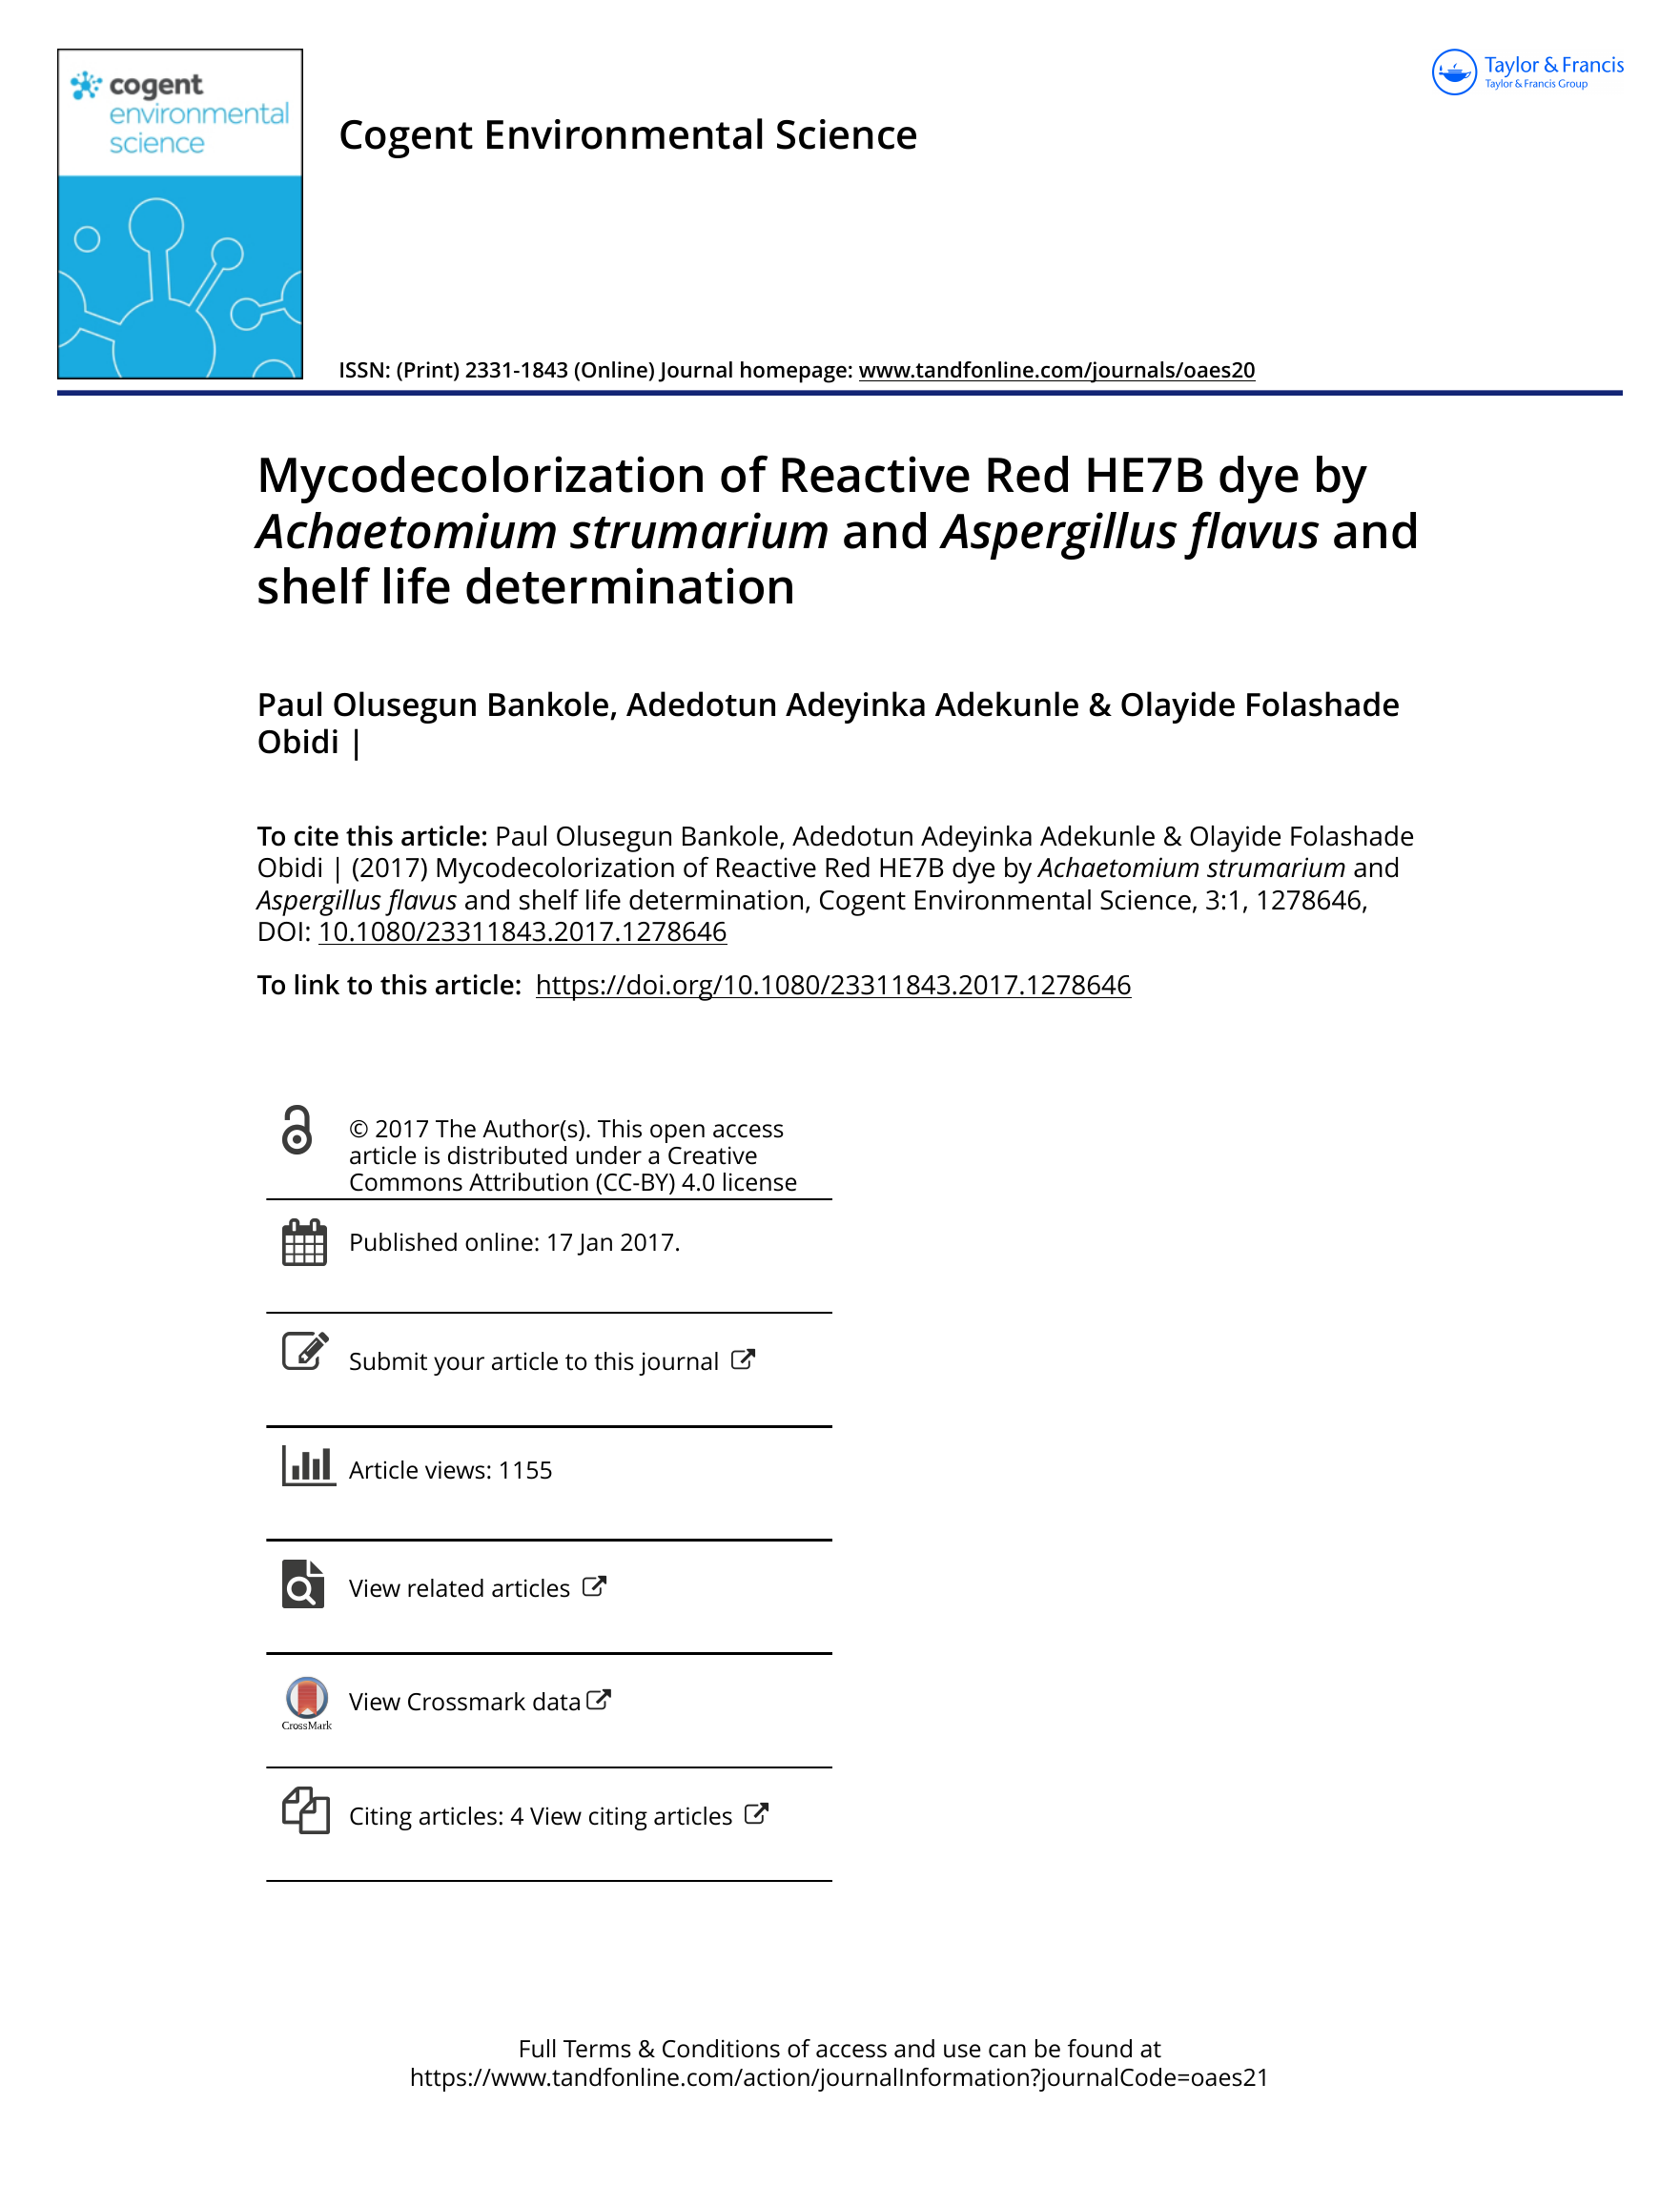 cogent
environmental
science
Taylor & Francis
Taylor & Francis Group
Cogent Environmental Science
ISSN: (Print) 2331-1843 (Online) Journal homepage: www.tandfonline.com/journals/oaes20
Mycodecolorization of Reactive Red HE7B dye by
Achaetomium strumarium and Aspergillus flavus and
shelf life determination
Paul Olusegun Bankole, Adedotun Adeyinka Adekunle & Olayide Folashade
Obidi |
To cite this article: Paul Olusegun Bankole, Adedotun Adeyinka Adekunle & Olayide Folashade
Obidi | (2017) Mycodecolorization of Reactive Red HE7B dye by Achaetomium strumarium and
Aspergillus flavus and shelf life determination, Cogent Environmental Science, 3:1, 1278646,
DOI: 10.1080/23311843.2017.1278646
To link to this article: https://doi.org/10.1080/23311843.2017.1278646
© 2017 The Author(s). This open access
article is distributed under a Creative
Commons Attribution (CC-BY) 4.0 license
Published online: 17 Jan 2017.
Submit your article to this journal
Article views: 1155
View related articles
View Crossmark data
CrossMark
Citing articles: 4 View citing articles
Full Terms & Conditions of access and use can be found at
https://www.tandfonline.com/action/journalInformation?journalCode=oaes21